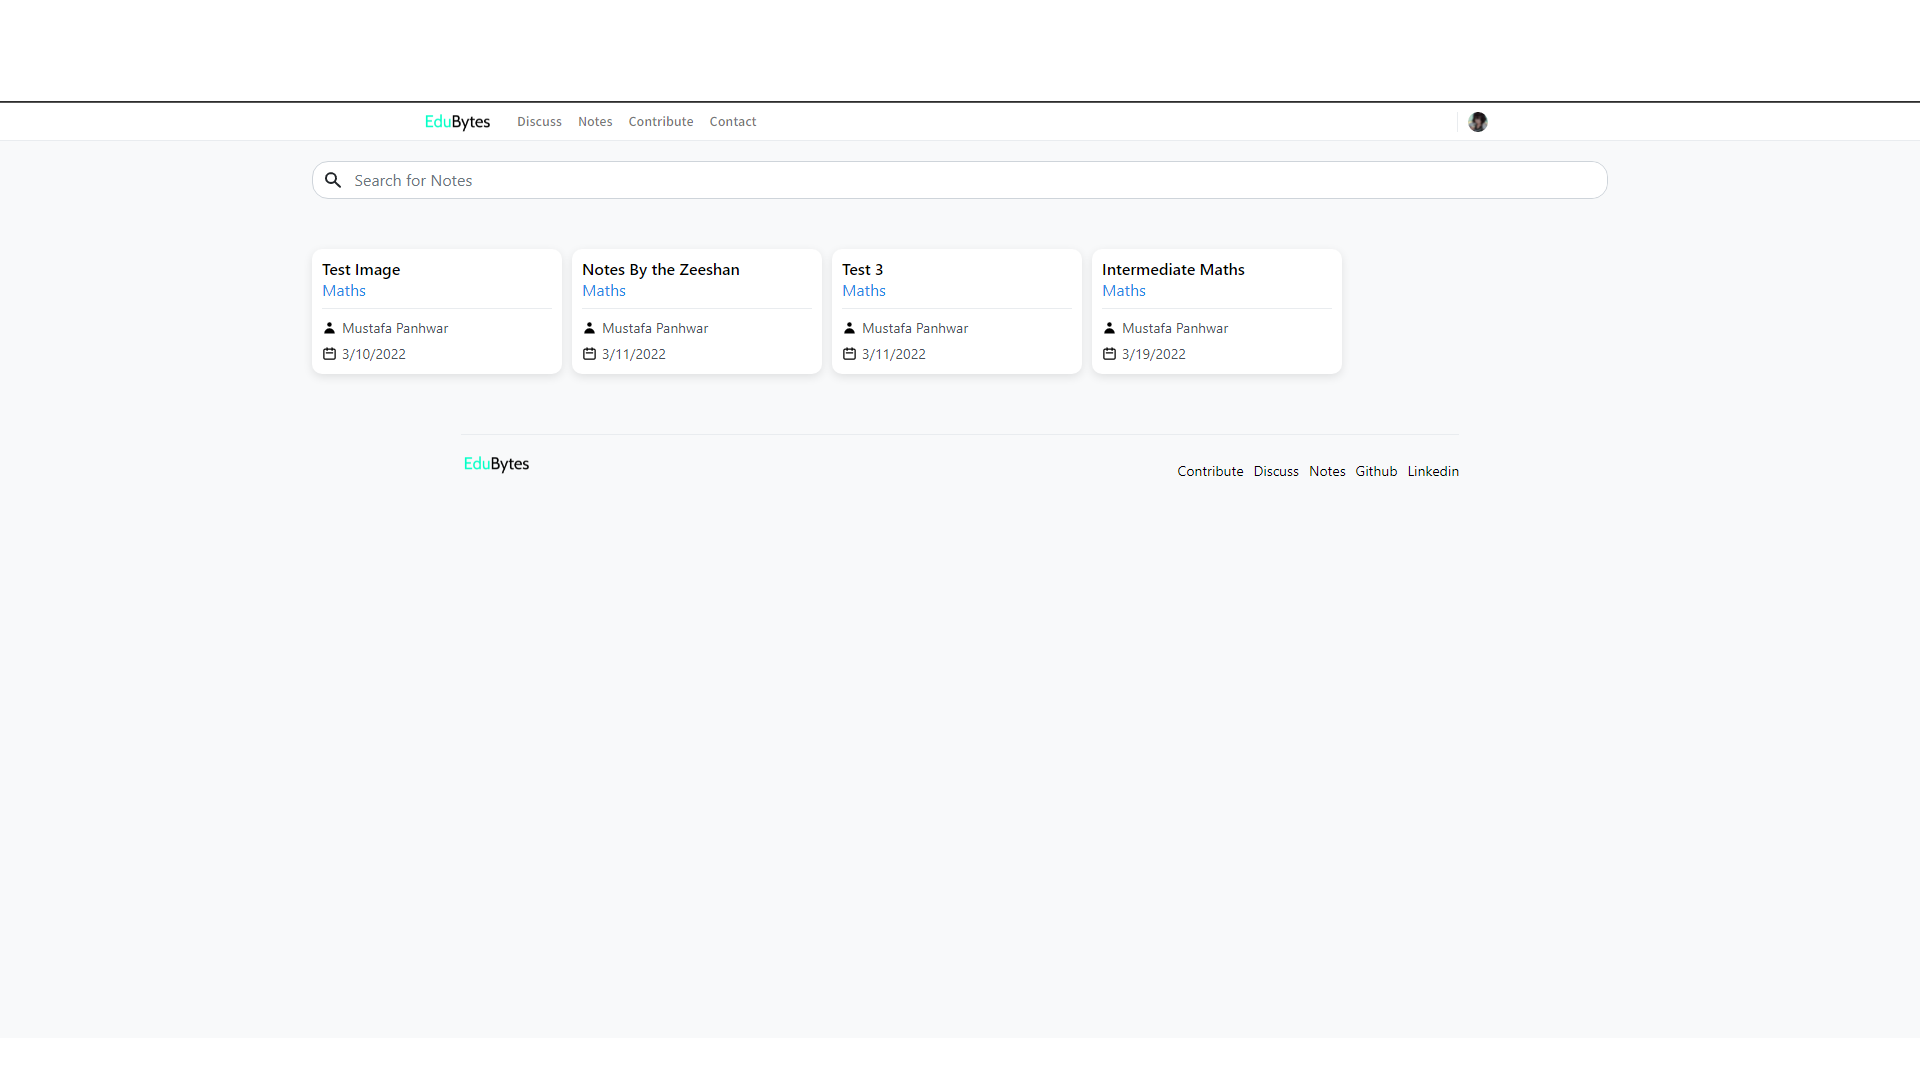 EduBytes Discuss Notes Contribute Contact
Search for Notes
Test Image
Maths
Mustafa Panhwar
3/10/2022
Notes By the Zeeshan
Maths
Mustafa Panhwar
3/11/2022
Test 3
Maths
Mustafa Panhwar
3/11/2022
Intermediate Maths
Maths
Mustafa Panhwar
3/19/2022
EduBytes
Contribute Discuss Notes Github Linkedin